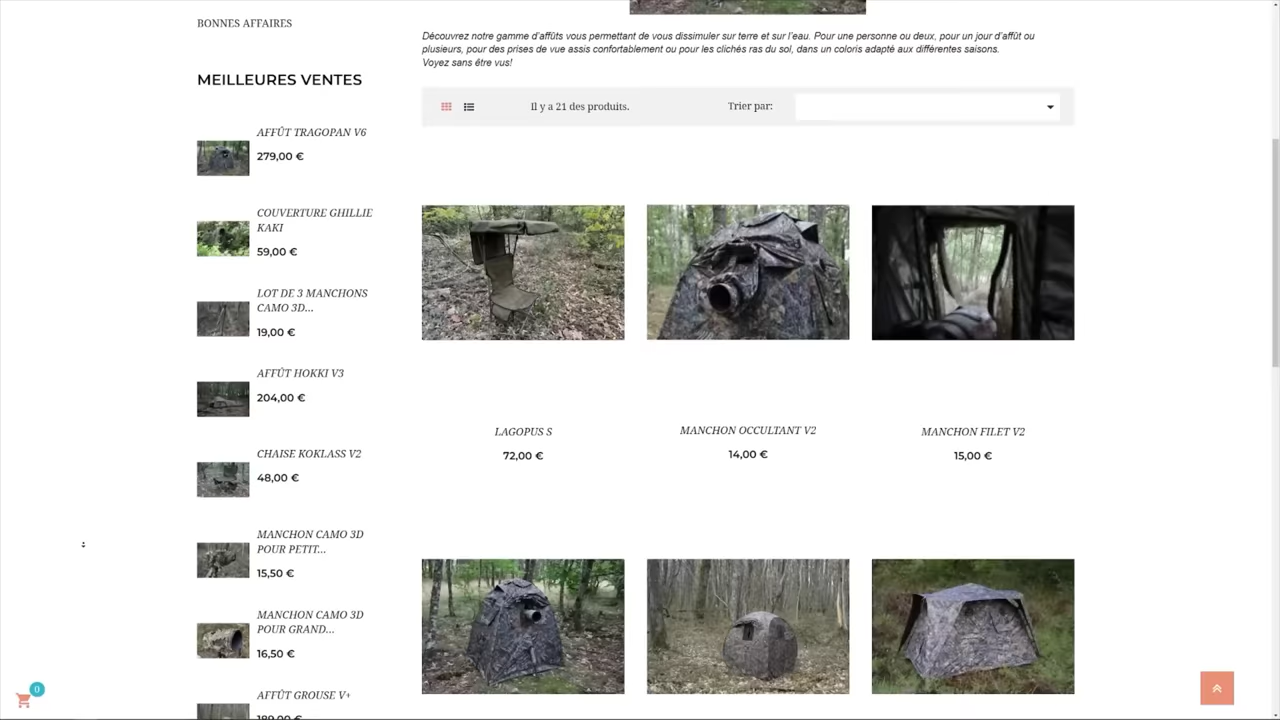 BONNES AFFAIRES
MEILLEURES VENTES
AFFÛT TRAGOPAN V6
279,00 €
COUVERTURE GHILLIE
KAKI
59,00 €
LOT DE 3 MANCHONS
CAMO 3D...
19,00 €
AFFÛT HOKKI V3
204,00 €
CHAISE KOKLASS V2
48,00 €
MANCHON CAMO 3D
POUR PETIT...
15,50 €
MANCHON CAMO 3D
POUR GRAND...
16,50 €
AFFÛT GROUSE V+
189,00 €
Découvrez notre gamme d'affûts vous permettant de vous dissimuler sur terre et sur l'eau. Pour une personne ou deux, pour un jour d'affût ou
plusieurs, pour des prises de vue assis confortablement ou pour les clichés ras du sol, dans un coloris adapté aux différentes saisons.
Voyez sans être vus!
Il y a 21 des produits.
Trier par:
LAGOPUS S
72,00 €
MANCHON OCCULTANT V2
14,00 €
MANCHON FILET V2
15,00 €
0